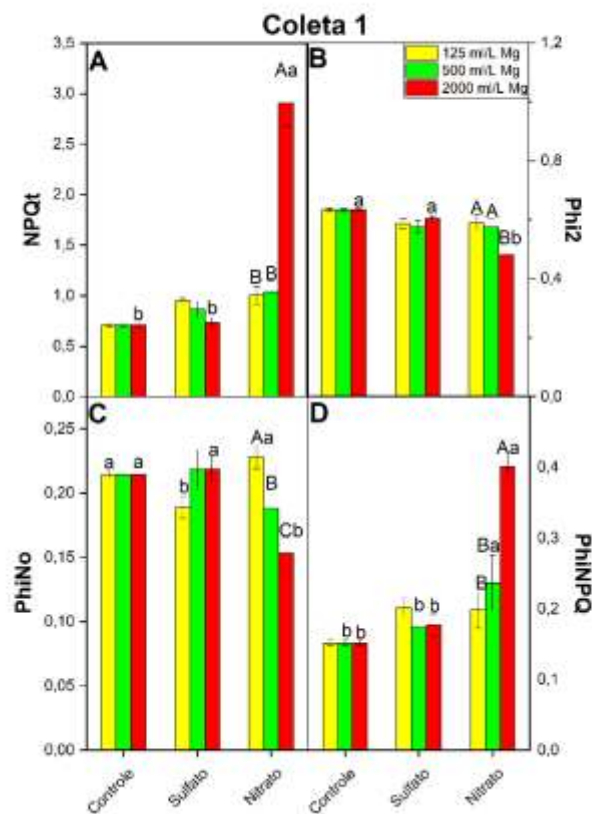 Coleta 1
A
3,5
3,0
2,5
2,0
1,5
1,0
0,5
0,0
NPQt
b
b
B B
Aa
B
125 ml/L Mg
500 ml/L Mg
2000 ml/L Mg
1,2
0,8
0,4
0,0
Phi2
a
a
A A
Bb
C
0,25
0,20
0,15
0,10
0,05
0,00
PhiNo
a a
b
a
Aa
B
Cb
D
0,4
0,3
0,2
0,1
0,0
PhiNPQ
b b
b b
B
Ba
Aa
Controle
Sulfato
Nitrato
Controle
Sulfato
Nitrato